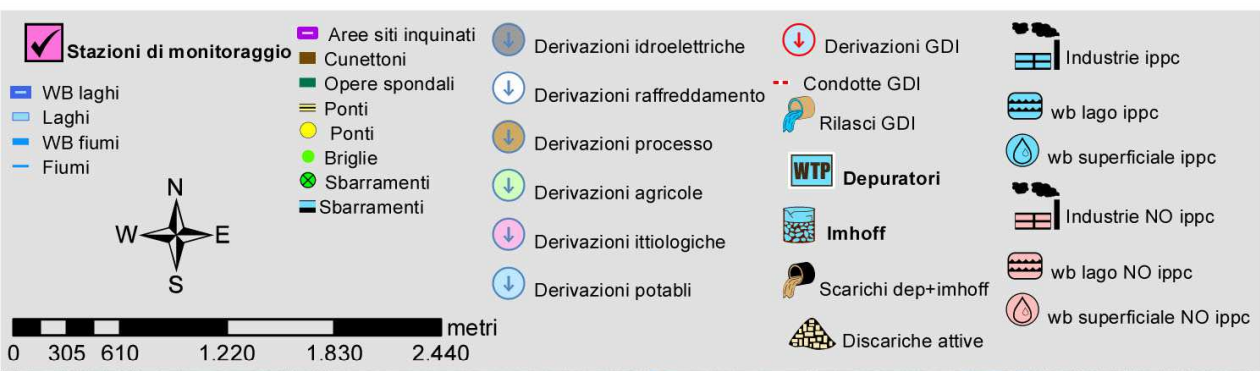 Stazioni di monitoraggio
WB laghi
Laghi
WB fiumi
Fiumi
N
W E
S
0 305 610 1.220 1.830 2.440
metri
Aree siti inquinati
Cunettoni
Opere spondali
Ponti
Ponti
Briglie
Sbarramenti
Sbarramenti
Derivazioni idroelettriche
Derivazioni raffreddamento
Derivazioni processo
Derivazioni agricole
Derivazioni ittiologiche
Derivazioni potabli
Derivazioni GDI
Condotte GDI
Rilasci GDI
WTP Depuratori
Imhoff
Scarichi dep+imhoff
Discariche attive
Industrie ippc
wb lago ippc
wb superficiale ippc
Industrie NO ippc
wb lago NO ippc
wb superficiale NO ippc